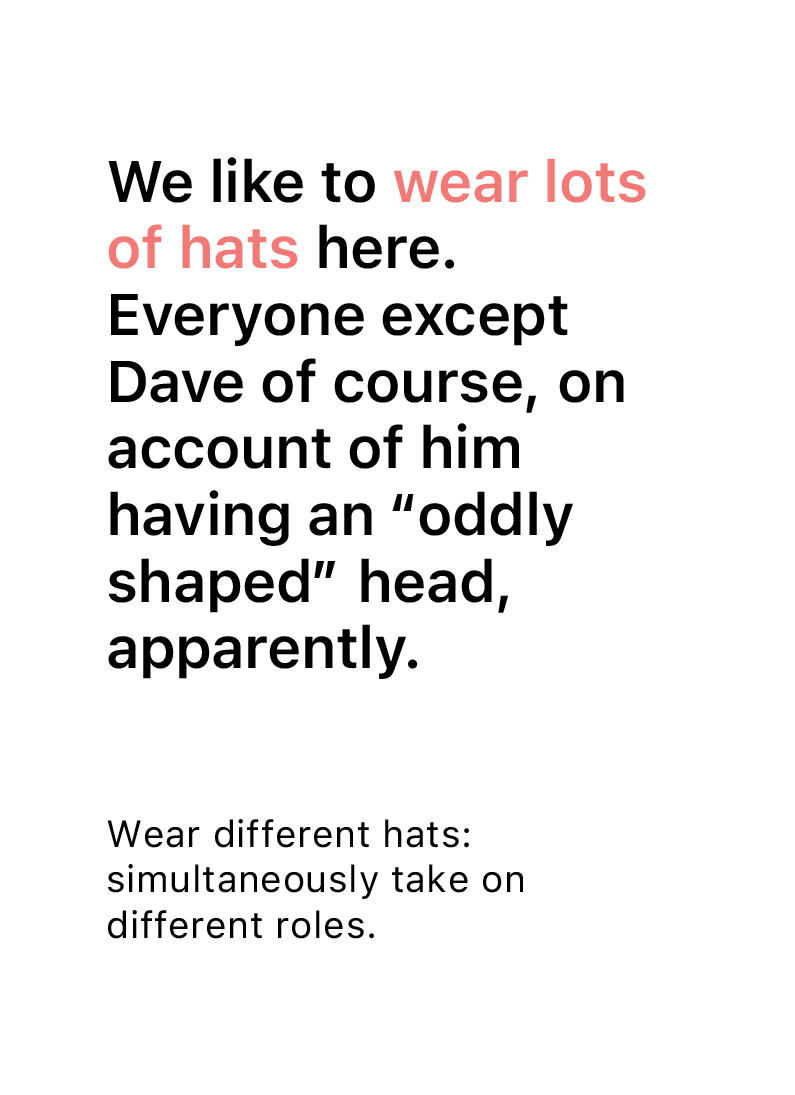 We like to wear lots
of hats here.
Everyone except
Dave of course, on
account of him
having an “oddly
shaped” head,
apparently.
Wear different hats:
simultaneously take on
different roles.